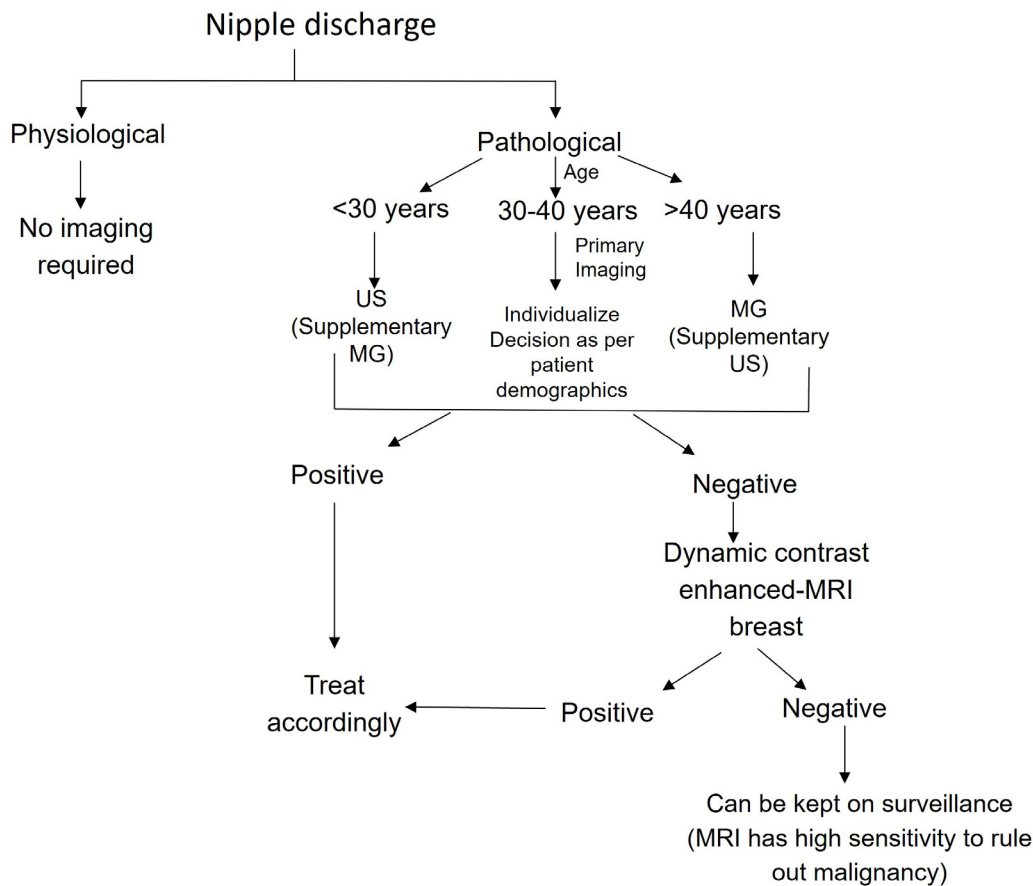 Nipple discharge
Physiological
Pathological
Age
<30 years
30-40 years
>40 years
No imaging
required
Primary
Imaging
US
(Supplementary
MG)
Individualize
Decision as per
patient
demographics
MG
(Supplementary
US)
Positive
Negative
Dynamic contrast
enhanced-MRI
breast
Treat
accordingly
Positive
Negative
Can be kept on surveillance
(MRI has high sensitivity to rule
out malignancy)